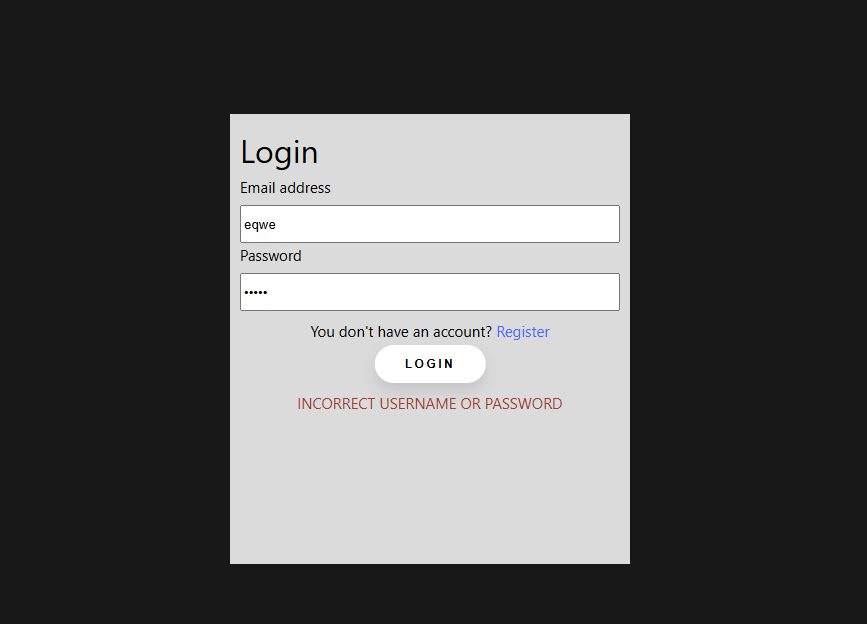 Login
Email address
eqwe
Password
•••••
You don't have an account? Register
LOGIN
INCORRECT USERNAME OR PASSWORD